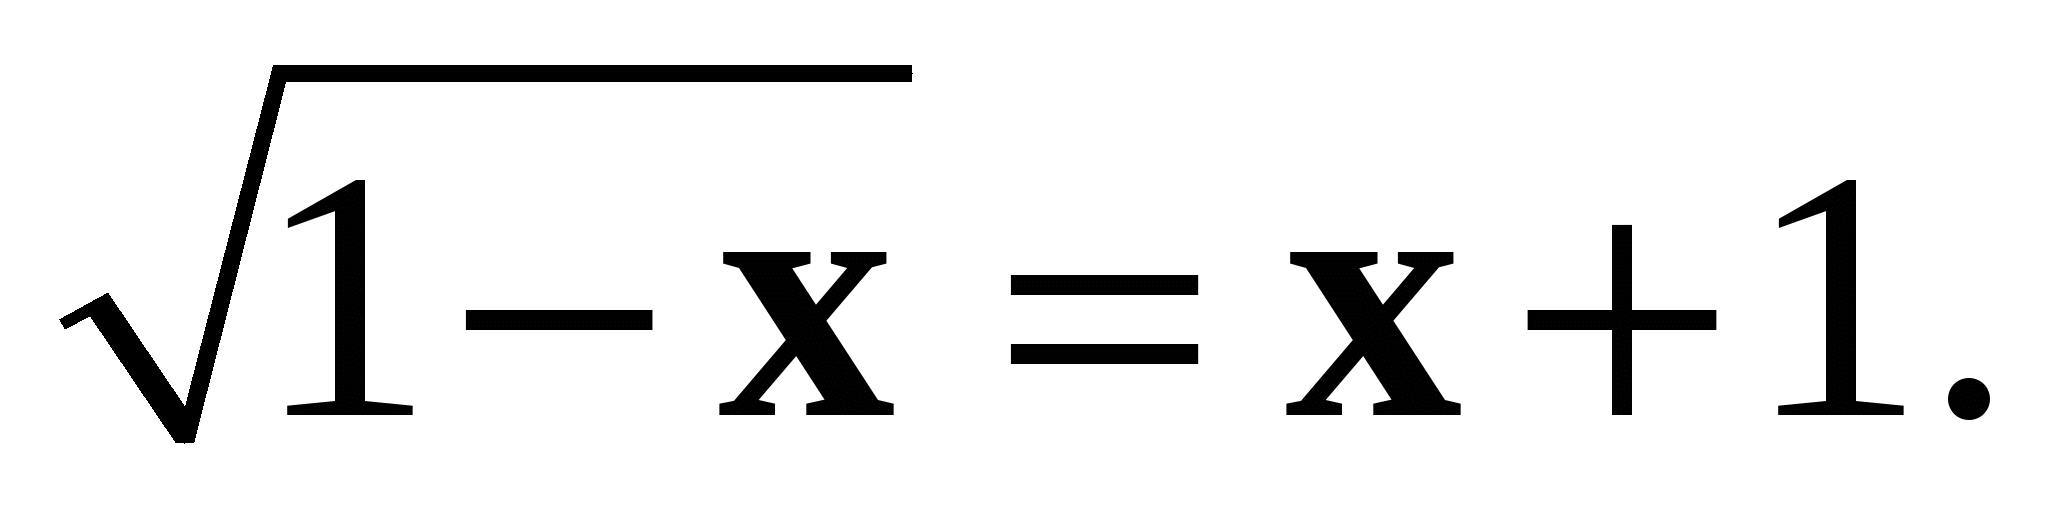 √(1−x) = x+1.